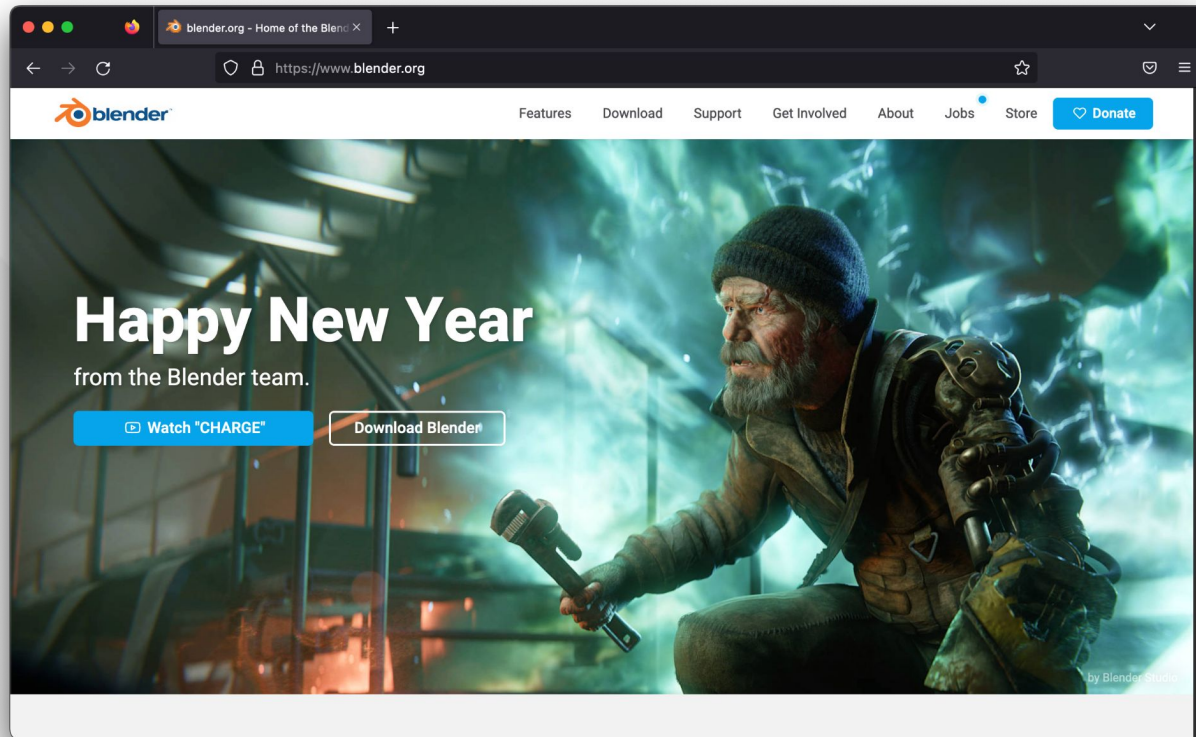 blender.org - Home of the Blend
https://www.blender.org
blender
Features Download Support Get Involved About Jobs Store Donate
Happy New Year
from the Blender team.
Watch "CHARGE" Download Blender
by Blender Studio